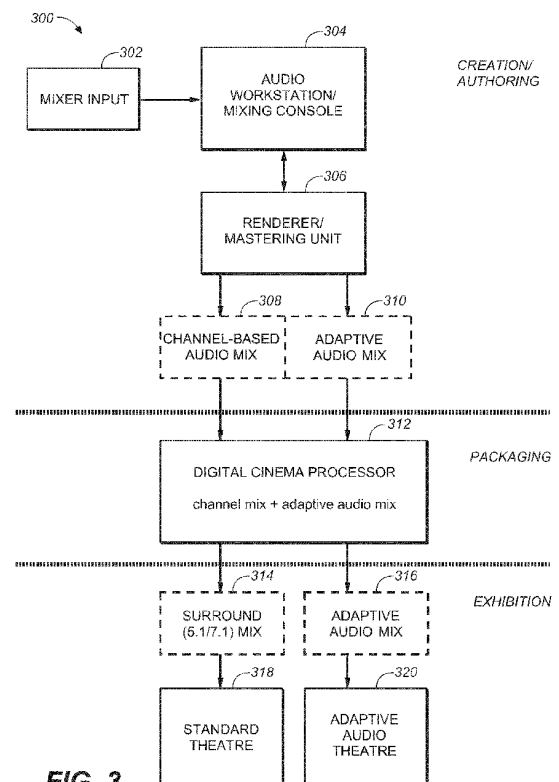 300
302
304
CREATION/
AUTHORING
MIXER INPUT
AUDIO
WORKSTATION/
MIXING CONSOLE
306
RENDERER/
MASTERING UNIT
308
310
CHANNEL-BASED
AUDIO MIX
ADAPTIVE
AUDIO MIX
312
PACKAGING
DIGITAL CINEMA PROCESSOR
channel mix + adaptive audio mix
314
316
EXHIBITION
SURROUND
(5.1/7.1) MIX
ADAPTIVE
AUDIO MIX
318
320
STANDARD
THEATRE
ADAPTIVE
AUDIO
THEATRE
FIG. 3